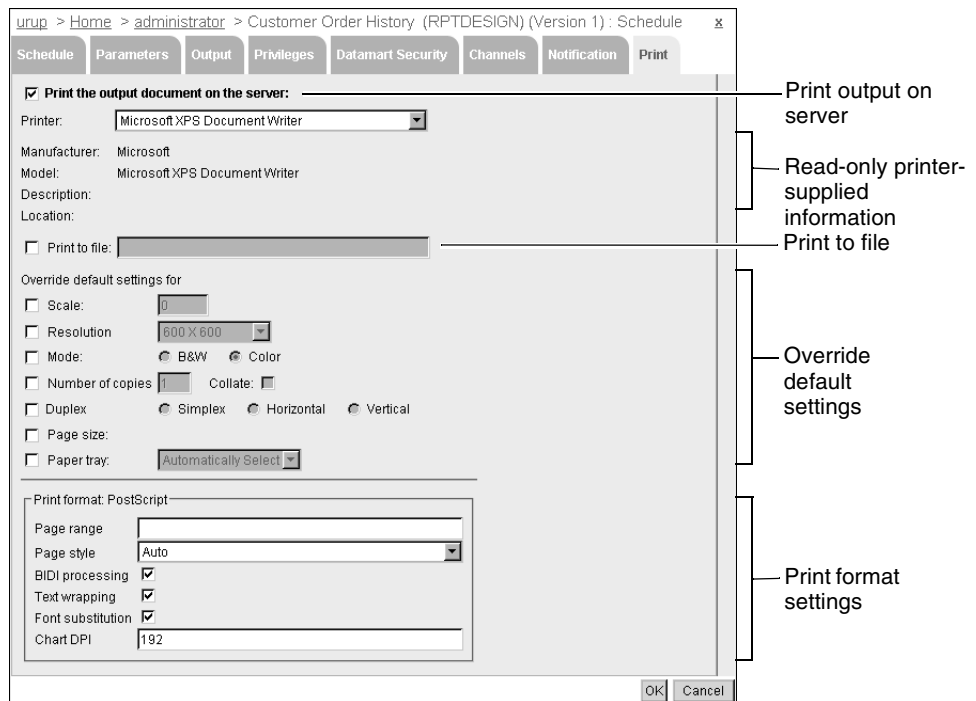 urup > Home > administrator > Customer Order History (RPTDESIGN) (Version 1) : Schedule x
Schedule Parameters Output Privileges Datamart Security Channels Notification Print
Print the output document on the server:
Printer: Microsoft XPS Document Writer
Manufacturer: Microsoft
Model: Microsoft XPS Document Writer
Description:
Location:
Print to file:
Override default settings for
Scale: 0
Resolution 600 X 600
Mode: B&W Color
Number of copies 1 Collate:
Duplex Simplex Horizontal Vertical
Page size:
Paper tray: Automatically Select
Print format: PostScript
Page range
Page style Auto
BIDI processing
Text wrapping
Font substitution
Chart DPI 192
OK Cancel
Print output on
server
Read-only printer-
supplied
information
Print to file
Override
default
settings
Print format
settings